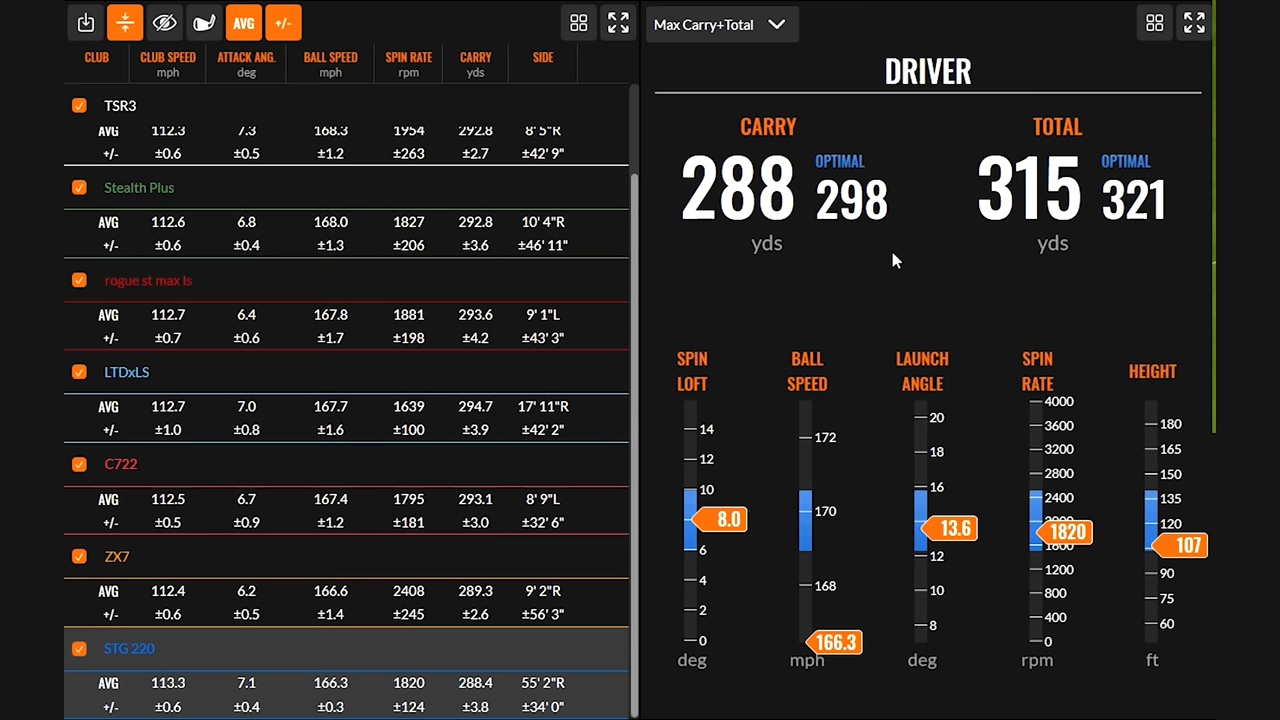 AVG +/-
CLUB CLUB SPEED ATTACK ANG. BALL SPEED SPIN RATE CARRY SIDE
mph deg mph rpm yds
TSR3
AVG 112.3 7.3 168.3 1954 292.8 8' 5"R
+/- ±0.6 ±0.5 ±1.2 ±263 ±2.7 ±42' 9"
Stealth Plus
AVG 112.6 6.8 168.0 1827 292.8 10' 4"R
+/- ±0.6 ±0.4 ±1.3 ±206 ±3.6 ±46' 11"
rogue st max ls
AVG 112.7 6.4 167.8 1881 293.6 9' 1"L
+/- ±0.7 ±0.6 ±1.7 ±198 ±4.2 ±43' 3"
LTDxLS
AVG 112.7 7.0 167.7 1639 294.7 17' 11"R
+/- ±1.0 ±0.8 ±1.6 ±100 ±3.9 ±42' 2"
C722
AVG 112.5 6.7 167.4 1795 293.1 8' 9"L
+/- ±0.5 ±0.9 ±1.2 ±181 ±3.0 ±32' 6"
ZX7
AVG 112.4 6.2 166.6 2408 289.3 9' 2"R
+/- ±0.6 ±0.5 ±1.4 ±245 ±2.6 ±56' 3"
STG 220
AVG 113.3 7.1 166.3 1820 288.4 55' 2"R
+/- ±0.6 ±0.4 ±0.3 ±124 ±3.8 ±34' 0"
Max Carry+Total
DRIVER
CARRY TOTAL
288 OPTIMAL 298 315 OPTIMAL 321
yds yds
SPIN LOFT
14
12
10
8.0
6
4
2
0
deg
BALL SPEED
172
170
168
166.3
mph
LAUNCH ANGLE
20
18
16
13.6
12
10
8
deg
SPIN RATE
4000
3600
3200
2800
2400
2000
1820
1600
1200
800
400
0
rpm
HEIGHT
180
165
150
135
120
107
90
75
60
ft